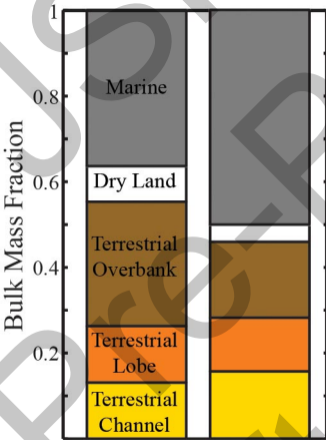 1
0.8
0.6
0.4
0.2
Bulk Mass Fraction
Marine
Dry Land
Terrestrial
Overbank
Terrestrial
Lobe
Terrestrial
Channel
Pre-P